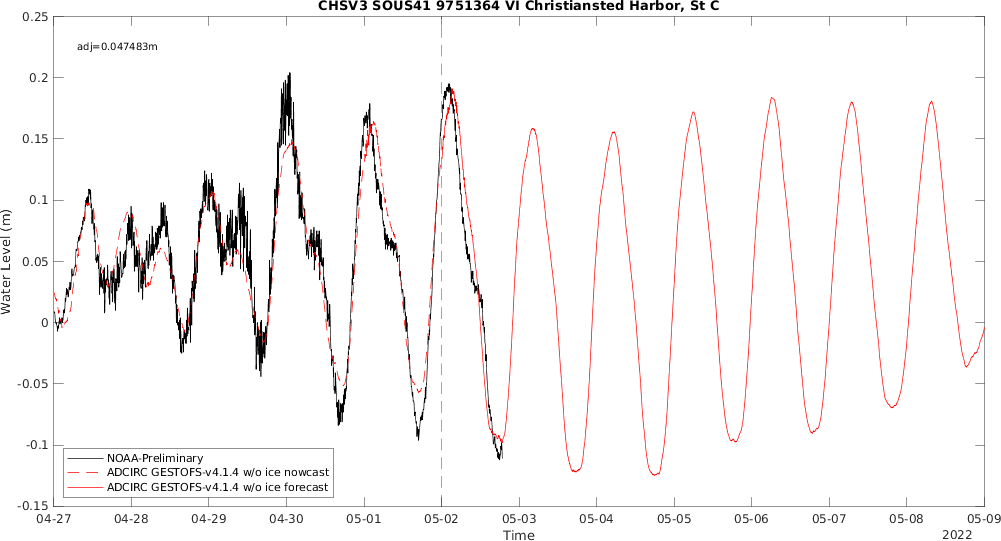 CHSV3 SOUS41 9751364 VI Christiansted Harbor, St C
0.25
adj=0.047483m
0.2
0.15
0.1
0.05
0
-0.05
-0.1
-0.15
Water Level (m)
NOAA-Preliminary
ADCIRC GESTOFS-v4.1.4 w/o ice nowcast
ADCIRC GESTOFS-v4.1.4 w/o ice forecast
04-27 04-28 04-29 04-30 05-01 05-02 05-03 05-04 05-05 05-06 05-07 05-08 05-09
Time
2022